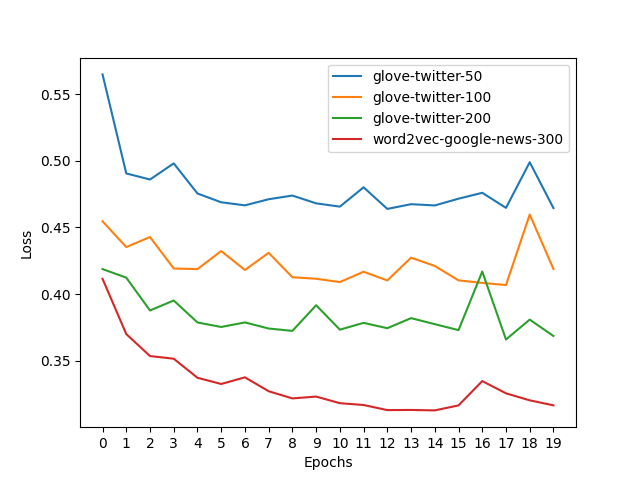 glove-twitter-50
glove-twitter-100
glove-twitter-200
word2vec-google-news-300
0.55
0.50
0.45
0.40
0.35
Loss
0 1 2 3 4 5 6 7 8 9 10 11 12 13 14 15 16 17 18 19
Epochs